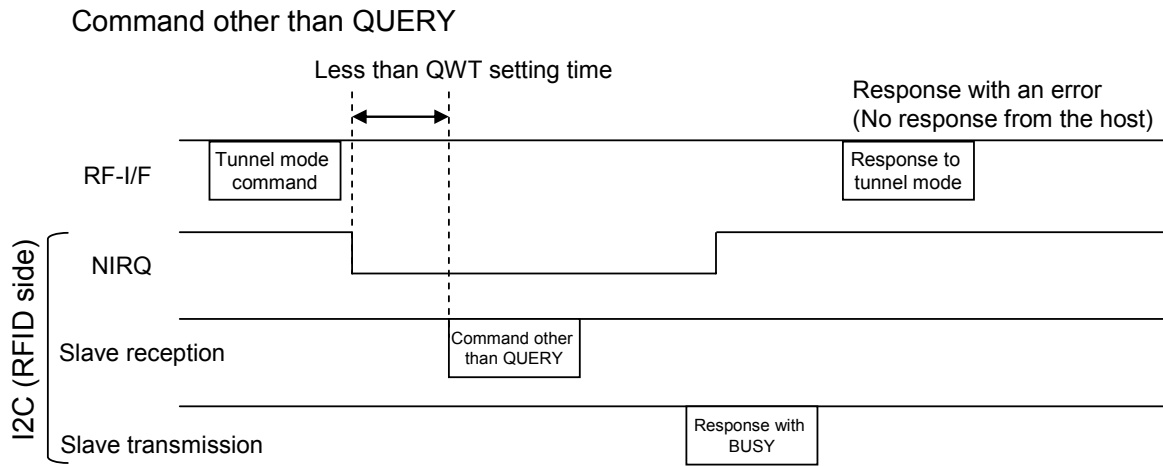 Command other than QUERY
Less than QWT setting time
Response with an error
(No response from the host)
RF-I/F
Tunnel mode
command
Response to
tunnel mode
I2C (RFID side)
NIRQ
Slave reception
Command other
than QUERY
Slave transmission
Response with
BUSY